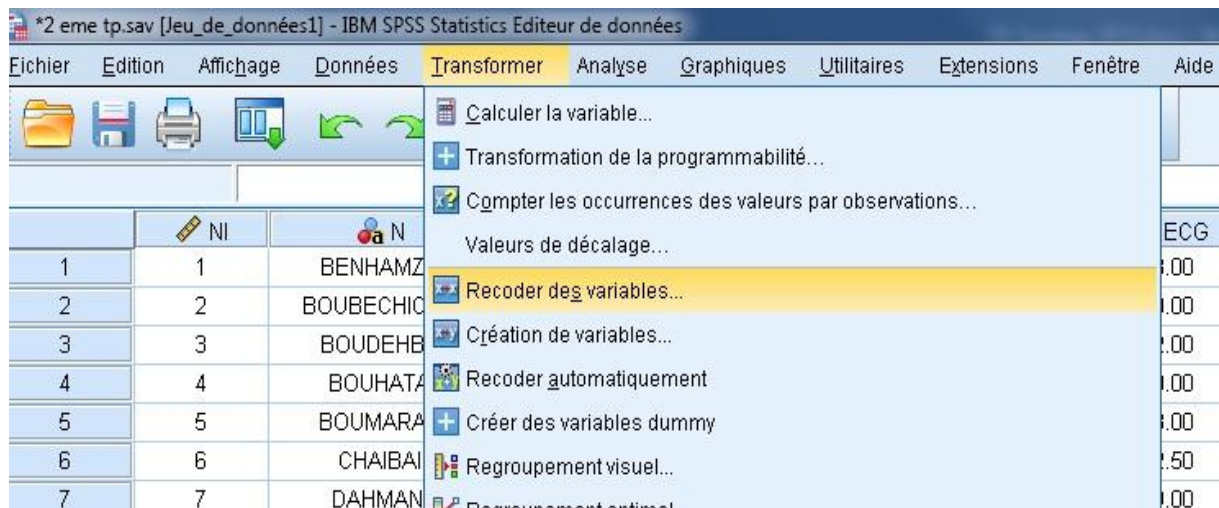 *2 eme tp.sav [Jeu_de_données1] - IBM SPSS Statistics Editeur de données
Fichier Edition Affichage Données Transformer Analyse Graphiques Utilitaires Extensions Fenêtre Aide
Calculer la variable...
Transformation de la programmabilité...
Compter les occurrences des valeurs par observations...
Valeurs de décalage...
Recoder des variables...
Création de variables...
Recoder automatiquement
Créer des variables dummy
Regroupement visuel...
Regroupement optimal
NI N ECG
1 1 BENHAMZ .00
2 2 BOUBECHIC .00
3 3 BOUDEHB .00
4 4 BOUHATA .00
5 5 BOUMARA .00
6 6 CHAIBAI .50
7 7 DAHMAN .00